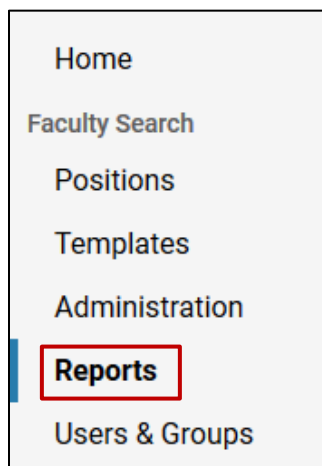 Home
Faculty Search
Positions
Templates
Administration
Reports
Users & Groups